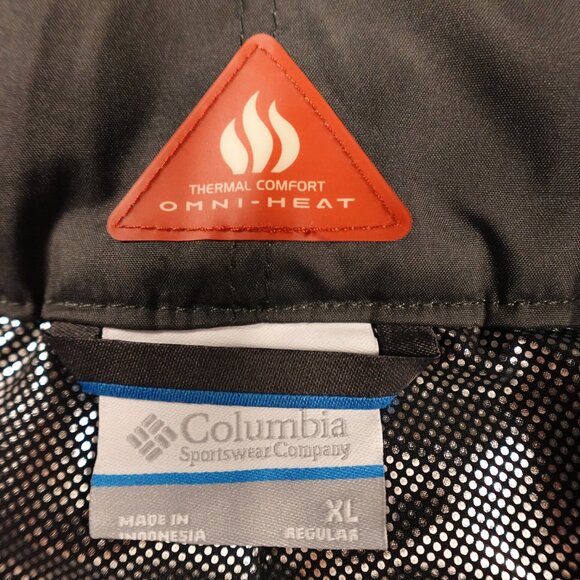 THERMAL COMFORT
OMNI-HEAT
Columbia
Sportswear Company
XL
MADE IN
INDONESIA
REGULAR